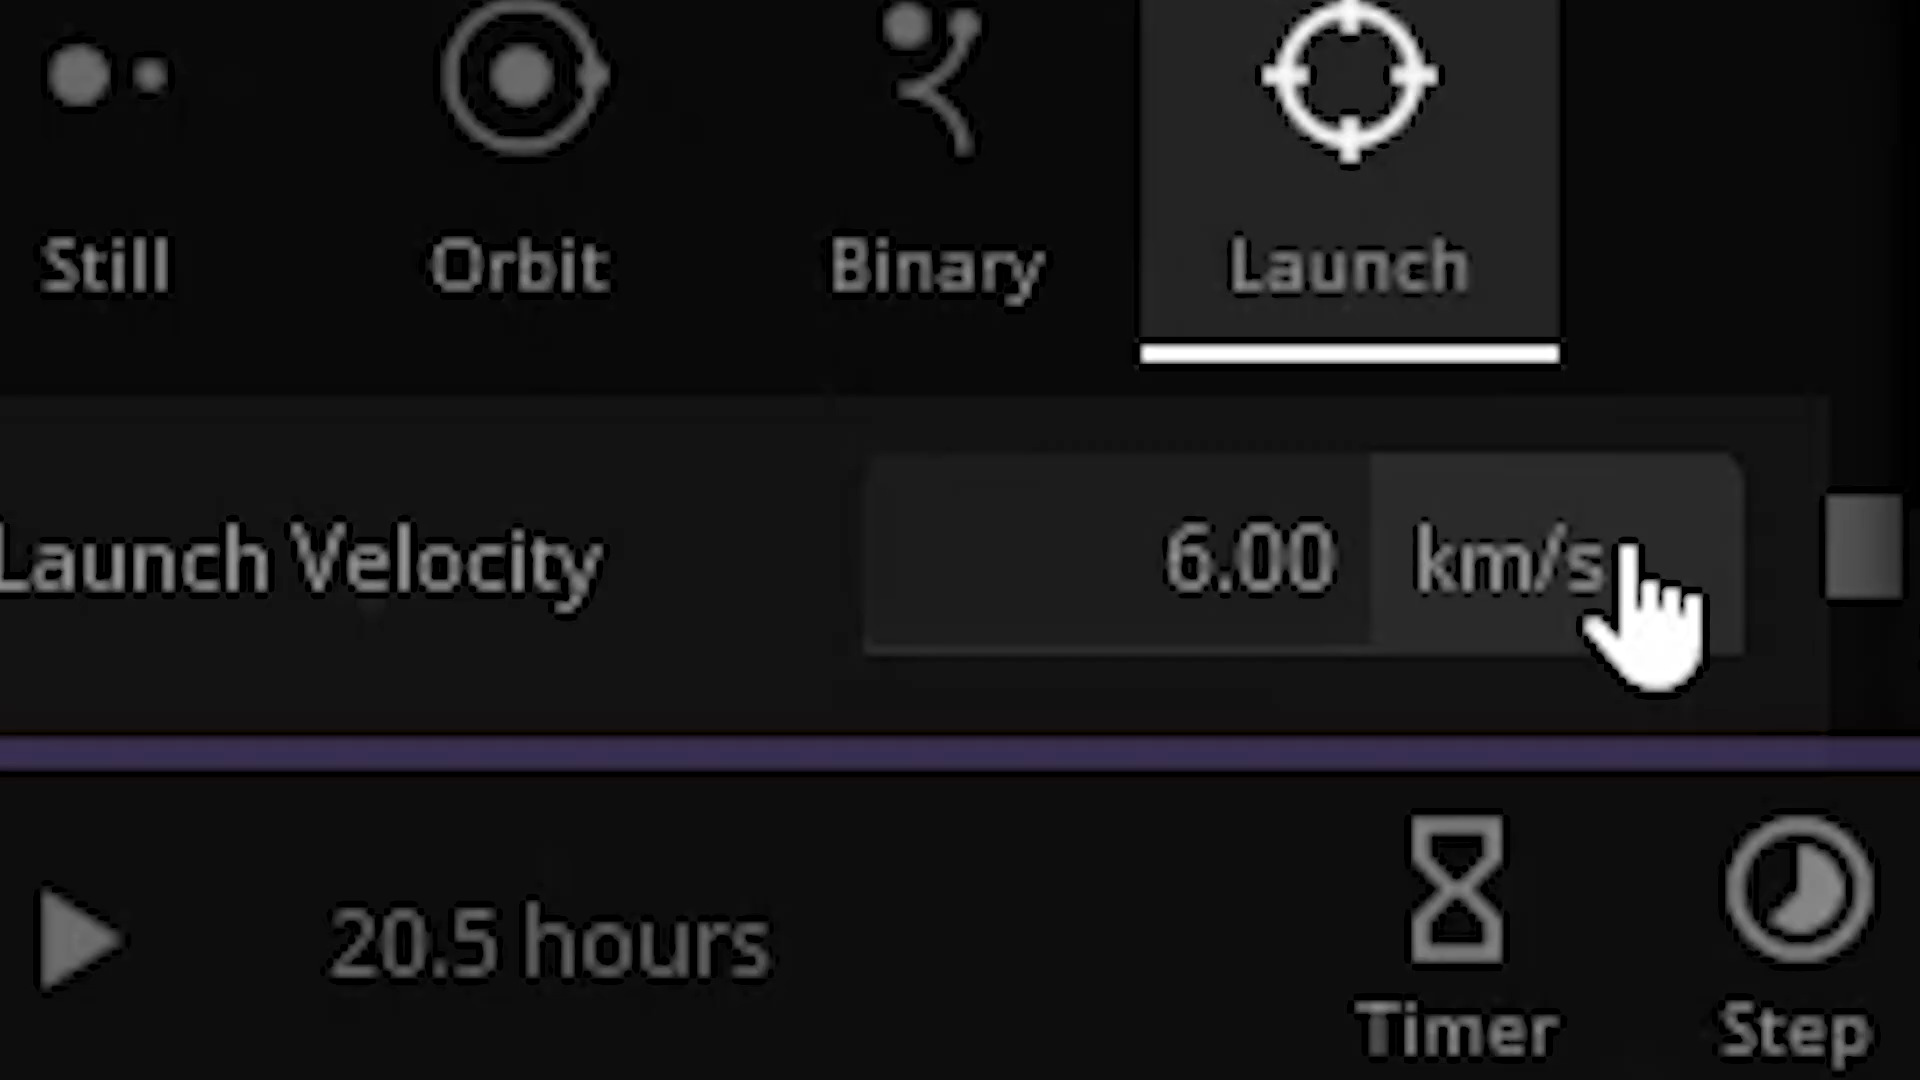 Still Orbit Binary Launch
Launch Velocity 6.00 km/s
20.5 hours Timer Step